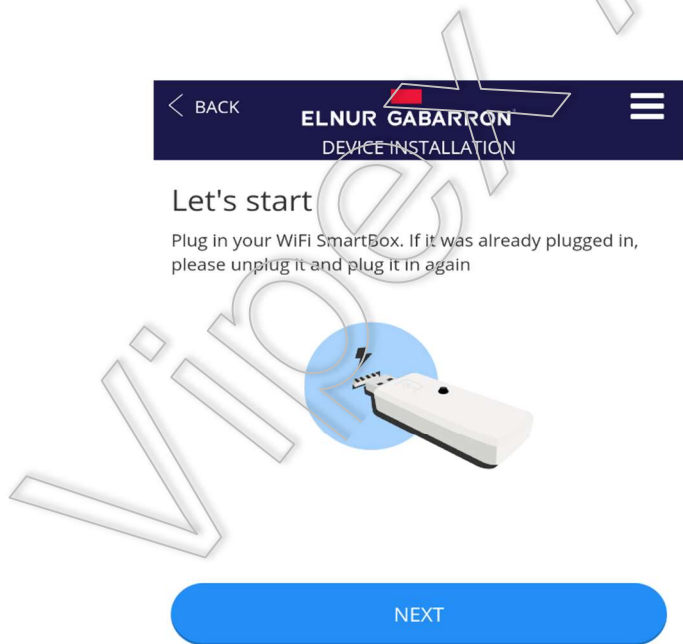 BACK
ELNUR GABARRON
DEVICE INSTALLATION
Let's start
Plug in your WiFi SmartBox. If it was already plugged in,
please unplug it and plug it in again
NEXT